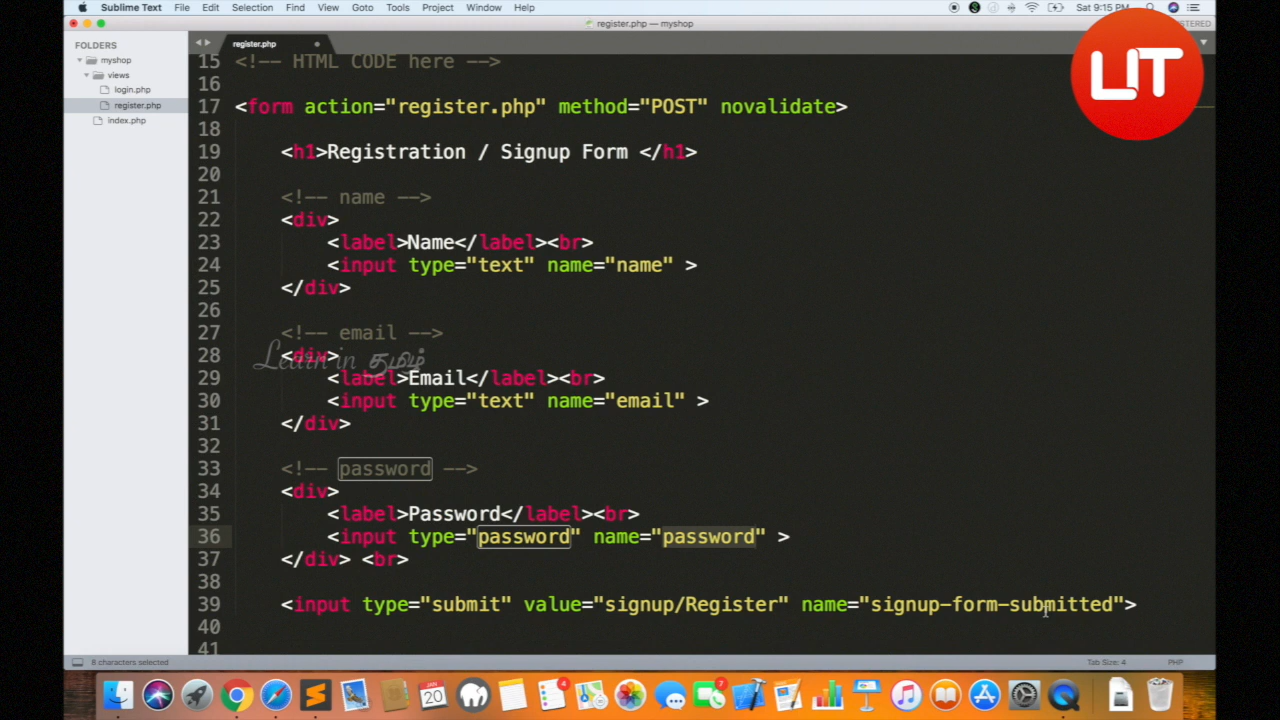 Sublime Text File Edit Selection Find View Goto Tools Project Window Help Sat 9:15 PM
register.php — myshop
LIT
FOLDERS
myshop
views
login.php
register.php
index.php
register.php
15 <!-- HTML CODE here -->
16
17 <form action="register.php" method="POST" novalidate>
18
19 <h1>Registration / Signup Form </h1>
20
21 <!-- name -->
22 <div>
23 <label>Name</label><br>
24 <input type="text" name="name" >
25 </div>
26
27 <!-- email -->
28 <div>
Learn in தமிழ்
29 <label>Email</label><br>
30 <input type="text" name="email" >
31 </div>
32
33 <!-- password -->
34 <div>
35 <label>Password</label><br>
36 <input type="password" name="password" >
37 </div> <br>
38
39 <input type="submit" value="signup/Register" name="signup-form-submitted">
40
41
8 characters selected Tab Size: 4 PHP
JAN
20
4
7